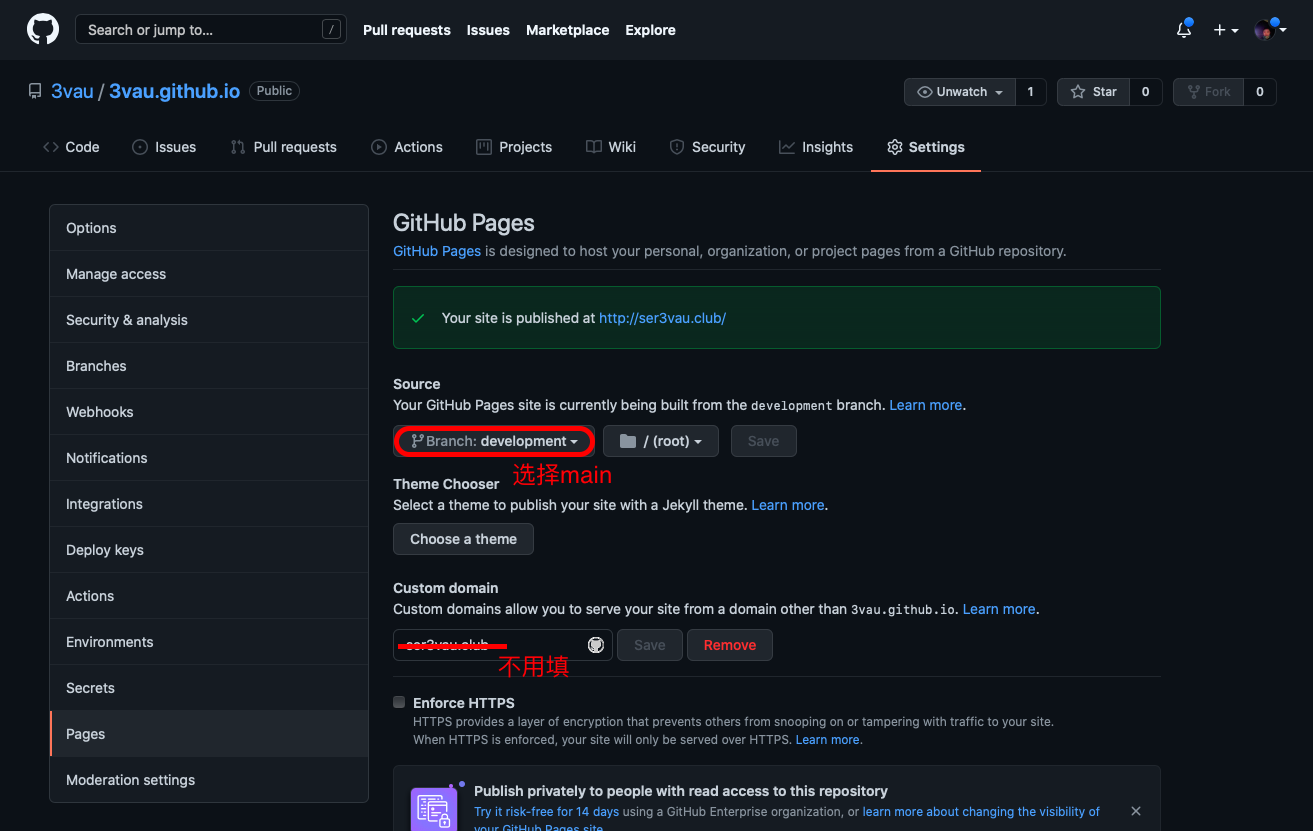 Search or jump to... /
Pull requests Issues Marketplace Explore
3vau / 3vau.github.io Public
Unwatch 1 Star 0 Fork 0
Code Issues Pull requests Actions Projects Wiki Security Insights Settings
Options
Manage access
Security & analysis
Branches
Webhooks
Notifications
Integrations
Deploy keys
Actions
Environments
Secrets
Pages
Moderation settings
GitHub Pages
GitHub Pages is designed to host your personal, organization, or project pages from a GitHub repository.
Your site is published at http://ser3vau.club/
Source
Your GitHub Pages site is currently being built from the development branch. Learn more.
Branch: development / (root) Save
选择main
Theme Chooser
Select a theme to publish your site with a Jekyll theme. Learn more.
Choose a theme
Custom domain
Custom domains allow you to serve your site from a domain other than 3vau.github.io. Learn more.
ser3vau.club Save Remove
不用填
Enforce HTTPS
HTTPS provides a layer of encryption that prevents others from snooping on or tampering with traffic to your site.
When HTTPS is enforced, your site will only be served over HTTPS. Learn more.
Publish privately to people with read access to this repository
Try it risk-free for 14 days using a GitHub Enterprise organization, or learn more about changing the visibility of
your GitHub Pages site